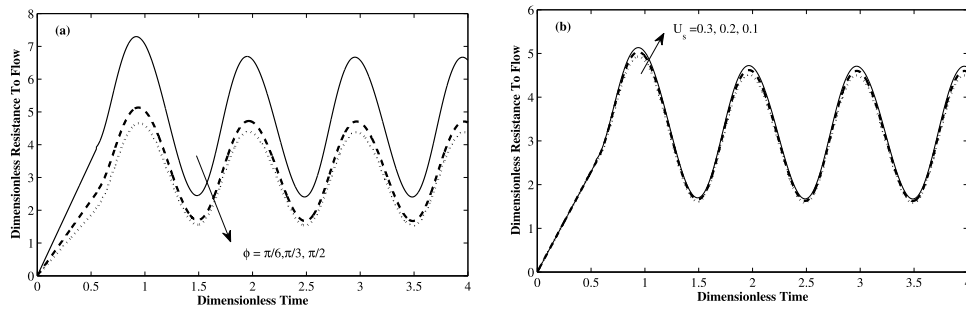 (a)
Dimensionless Resistance To Flow
8
7
6
5
4
3
2
1
0
ϕ = π/6,π/3, π/2
0 0.5 1 1.5 2 2.5 3 3.5 4
Dimensionless Time
(b)
Dimensionless Resistance To Flow
6
5
4
3
2
1
0
U_s=0.3, 0.2, 0.1
0 0.5 1 1.5 2 2.5 3 3.5 4
Dimensionless Time